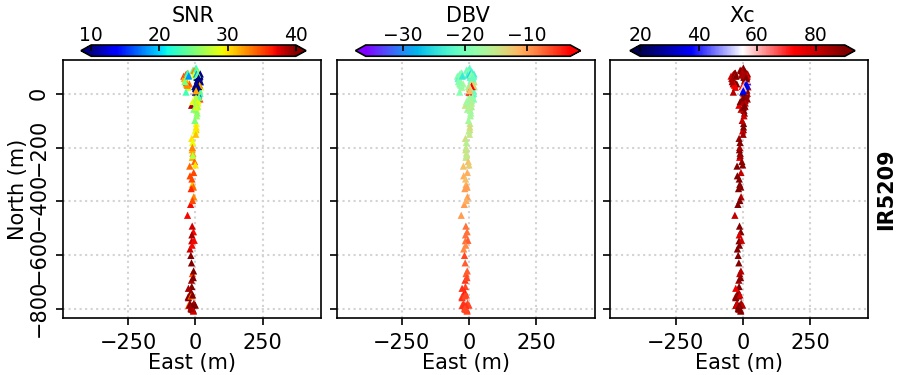 SNR DBV Xc
10 20 30 40 −30 −20 −10 20 40 60 80
North (m)
0
−200
−400
−600
−800
−250 0 250 −250 0 250 −250 0 250
East (m) East (m) East (m)
IR5209